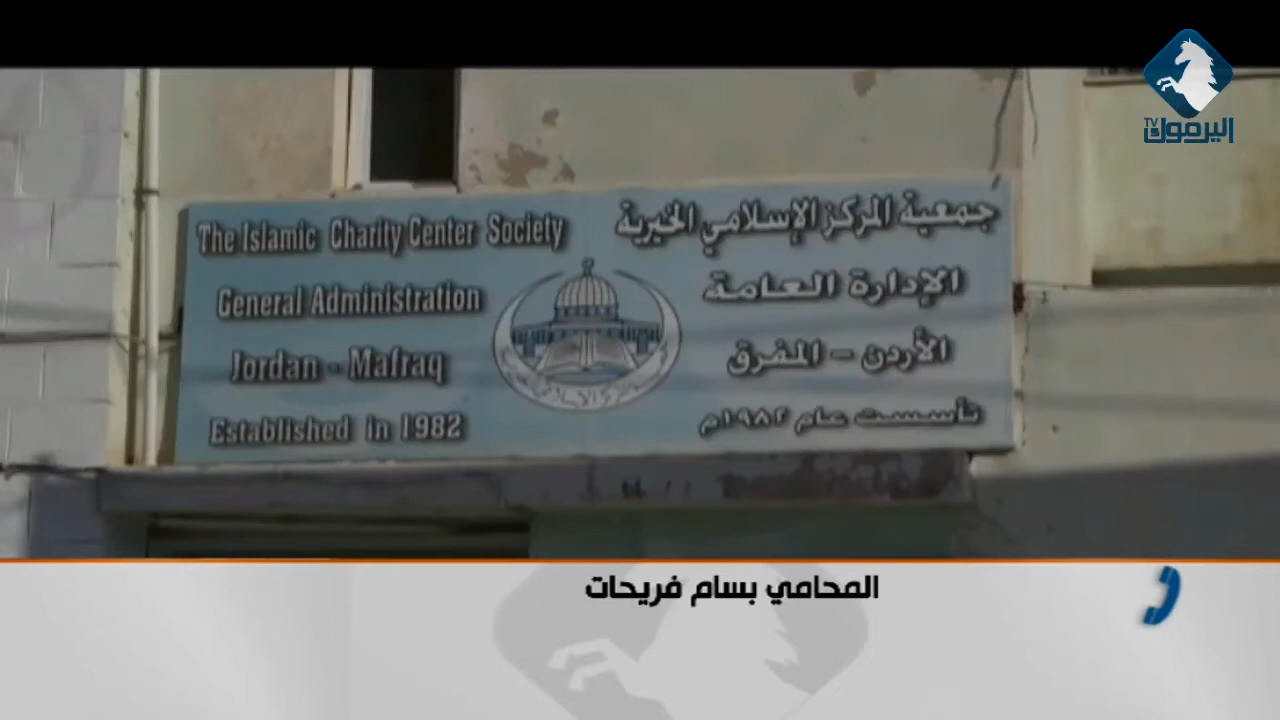 TV
اليرموك
The Islamic Charity Center Society
General Administration
Jordan - Mafraq
Established in 1982
جمعية المركز الإسلامي الخيرية
الإدارة العامة
الأردن - المفرق
تأسست عام ١٩٨٢م
المحامي بسام فريحات